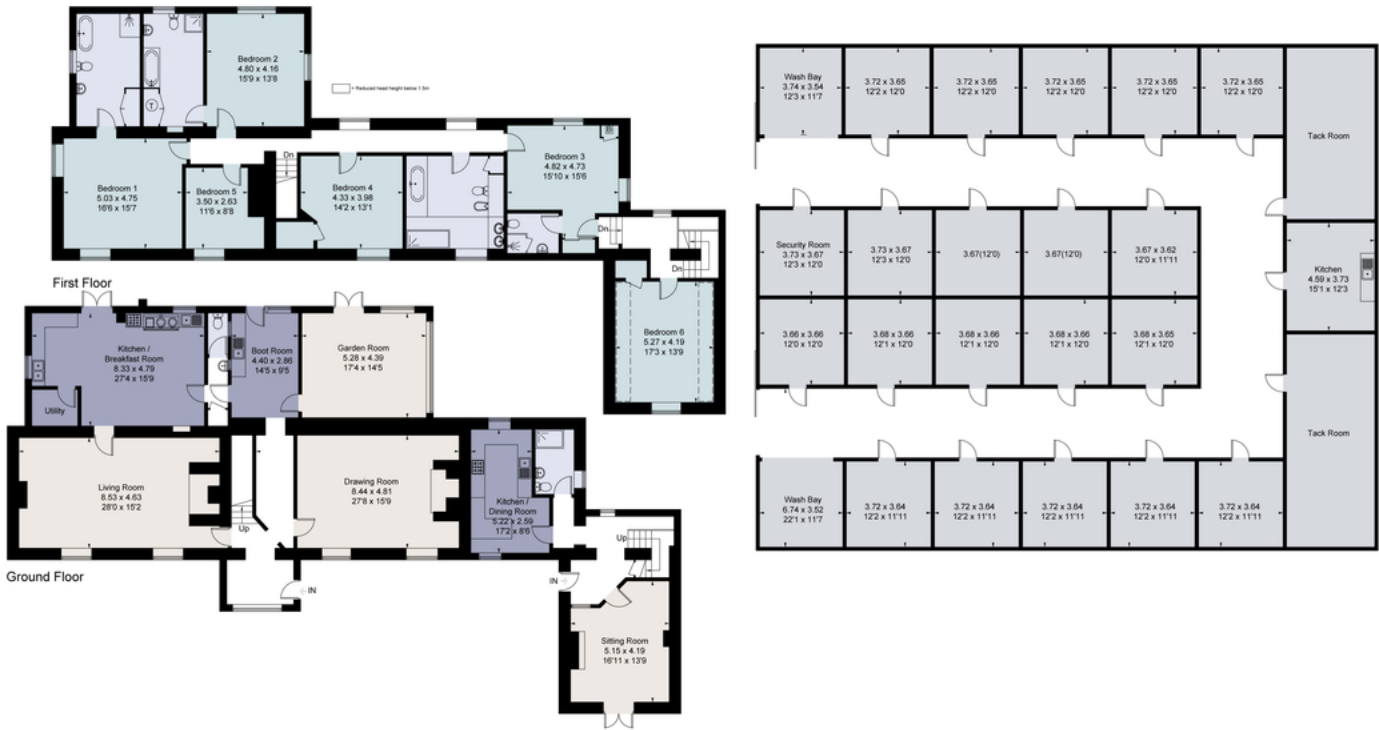 Bedroom 2
4.80 x 4.16
15'9 x 13'8
= Reduced head height below 1.5m
Bedroom 1
5.03 x 4.75
16'6 x 15'7
Bedroom 5
3.50 x 2.63
11'6 x 8'8
Dn
Bedroom 4
4.33 x 3.98
14'2 x 13'1
Bedroom 3
4.82 x 4.73
15'10 x 15'6
Dn
Dn
Bedroom 6
5.27 x 4.19
17'3 x 13'9
T
First Floor
Kitchen /
Breakfast Room
8.33 x 4.79
27'4 x 15'9
Utility
Boot Room
4.40 x 2.86
14'5 x 9'5
Garden Room
5.28 x 4.39
17'4 x 14'5
Living Room
8.53 x 4.63
28'0 x 15'2
Up
Drawing Room
8.44 x 4.81
27'8 x 15'9
Kitchen /
Dining Room
5.22 x 2.59
17'2 x 8'6
Up
IN
IN
Sitting Room
5.15 x 4.19
16'11 x 13'9
Ground Floor
Wash Bay
3.74 x 3.54
12'3 x 11'7
3.72 x 3.65
12'2 x 12'0
3.72 x 3.65
12'2 x 12'0
3.72 x 3.65
12'2 x 12'0
3.72 x 3.65
12'2 x 12'0
3.72 x 3.65
12'2 x 12'0
Tack Room
Security Room
3.73 x 3.67
12'3 x 12'0
3.73 x 3.67
12'3 x 12'0
3.67(12'0)
3.67(12'0)
3.67 x 3.62
12'0 x 11'11
Kitchen
4.59 x 3.73
15'1 x 12'3
3.66 x 3.66
12'0 x 12'0
3.68 x 3.66
12'1 x 12'0
3.68 x 3.66
12'1 x 12'0
3.68 x 3.66
12'1 x 12'0
3.68 x 3.65
12'1 x 12'0
Tack Room
Wash Bay
6.74 x 3.52
22'1 x 11'7
3.72 x 3.64
12'2 x 11'11
3.72 x 3.64
12'2 x 11'11
3.72 x 3.64
12'2 x 11'11
3.72 x 3.64
12'2 x 11'11
3.72 x 3.64
12'2 x 11'11